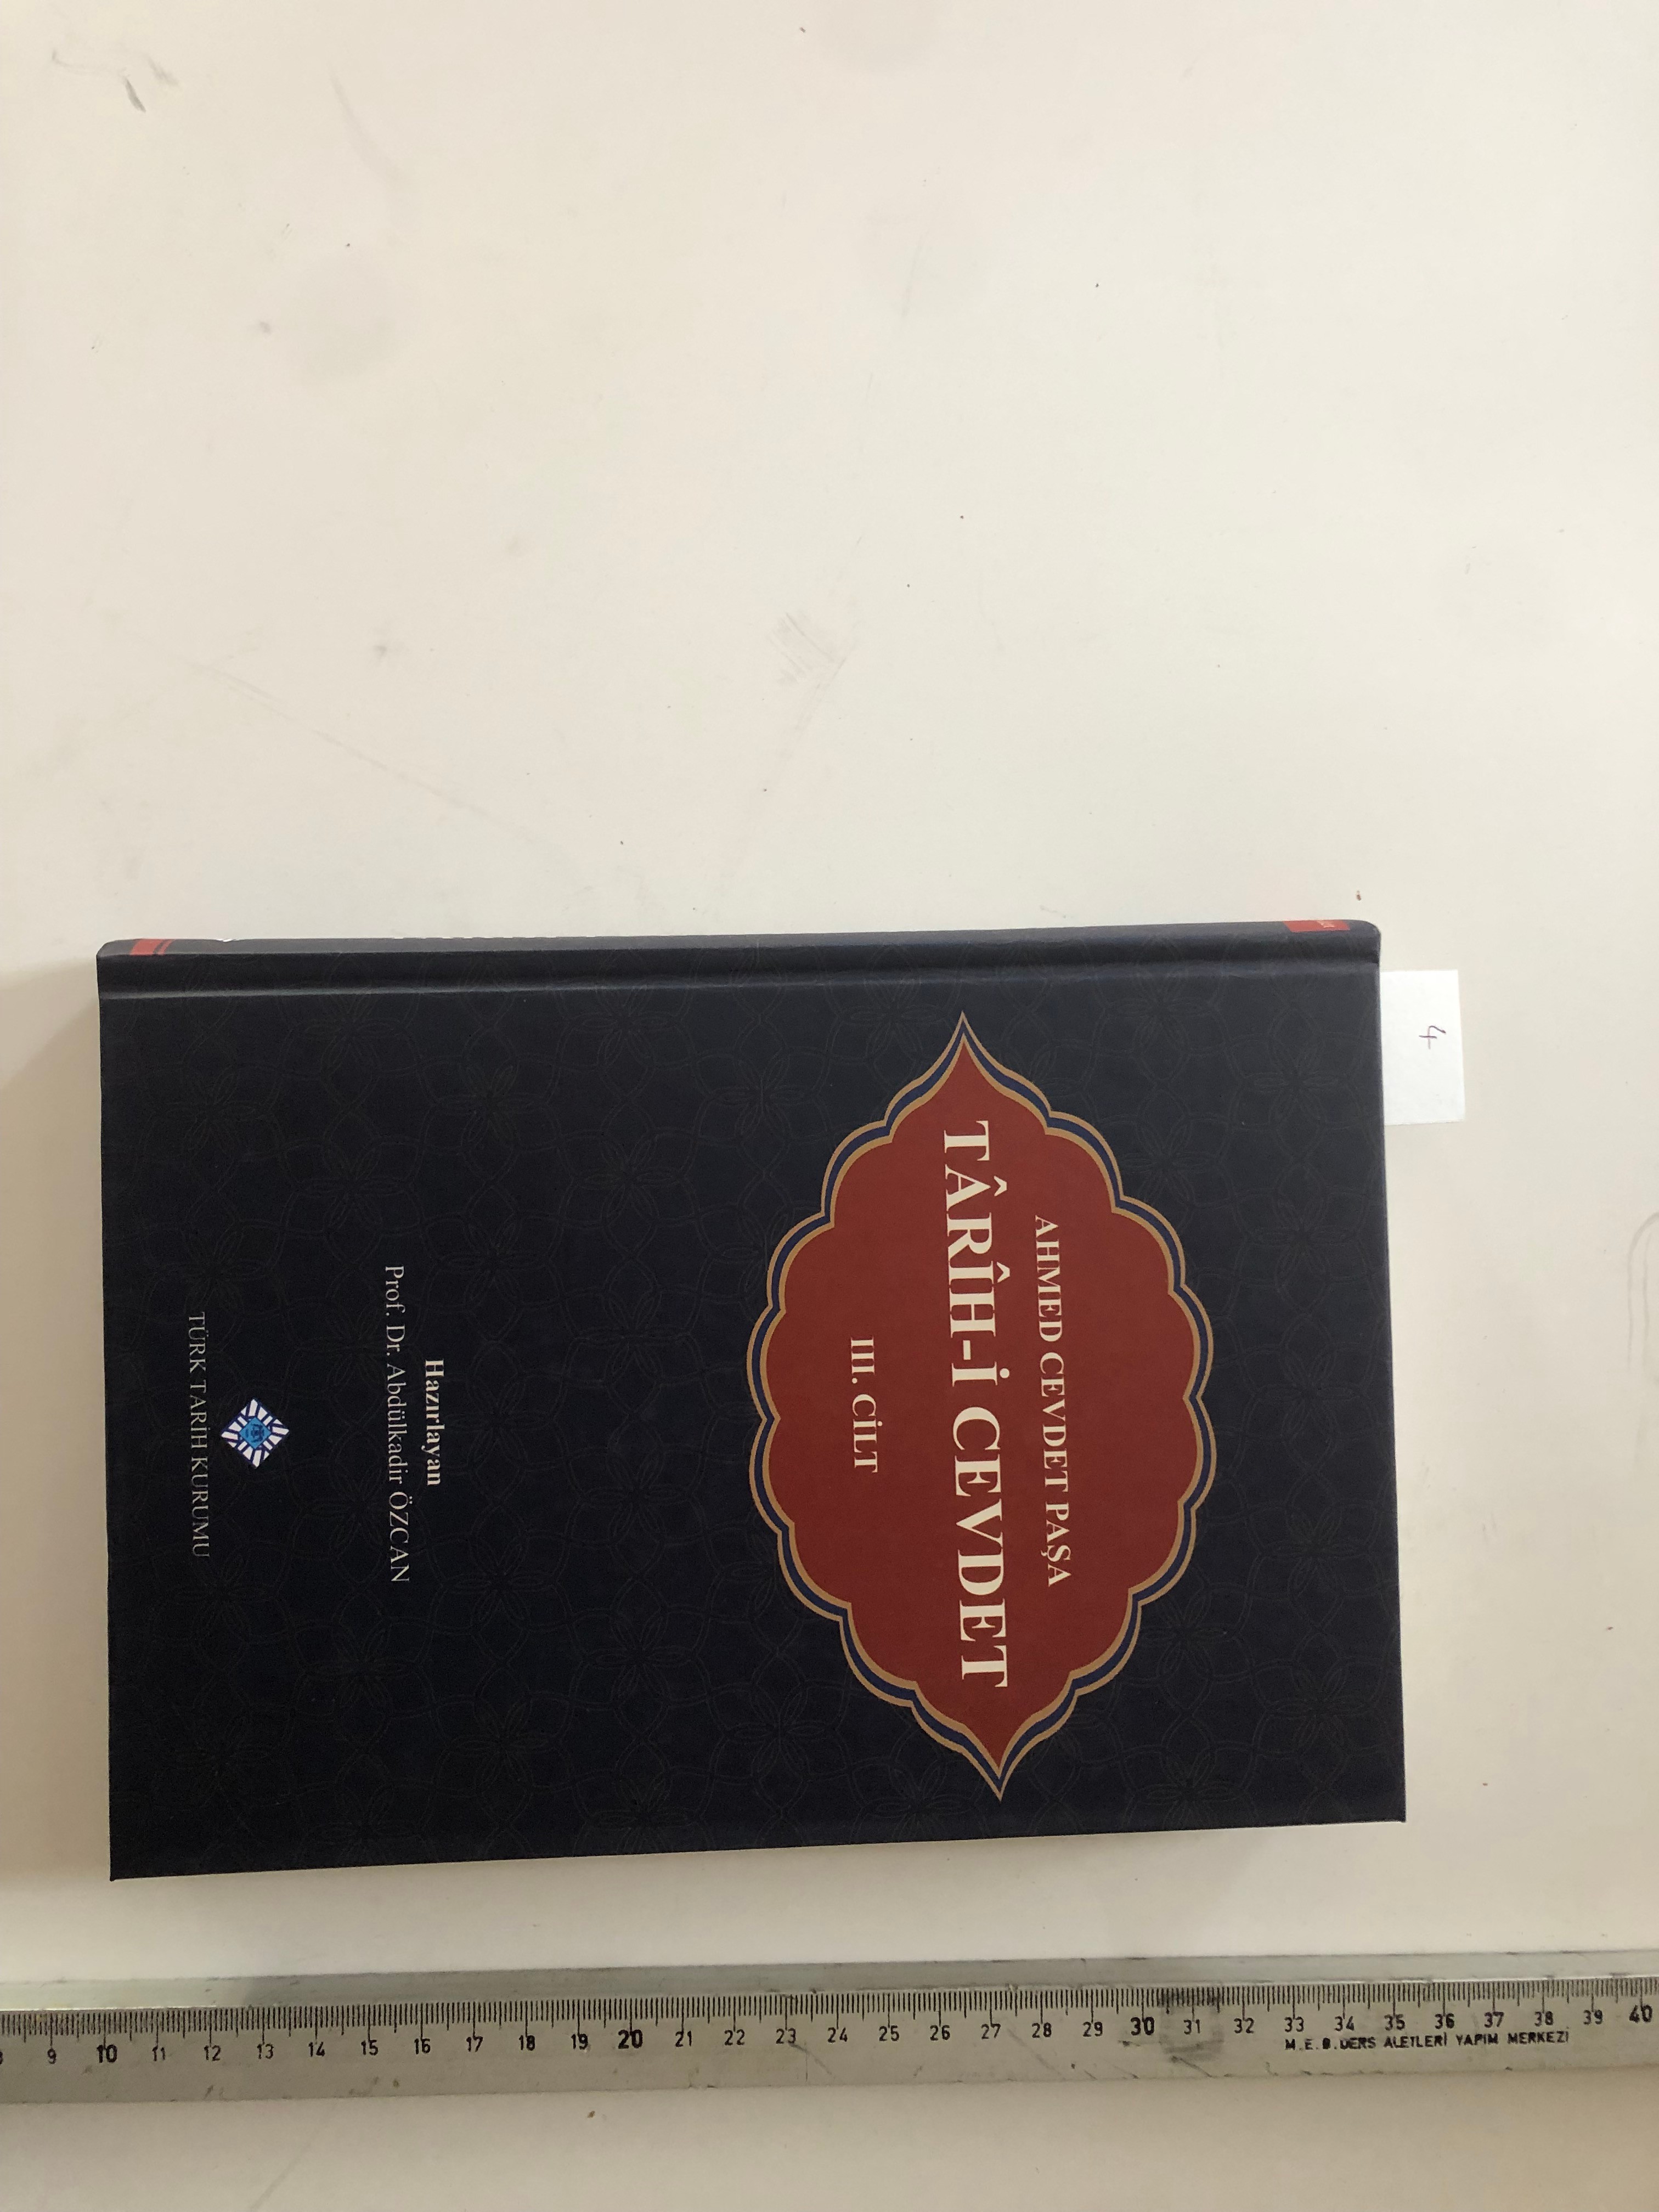 4
AHMED CEVDET PAŞA
TÂRÎH-İ CEVDET
III. CİLT
Hazırlayan
Prof. Dr. Abdülkadir ÖZCAN
TÜRK TARİH KURUMU
9 10 11 12 13 14 15 16 17 18 19 20 21 22 23 24 25 26 27 28 29 30 31 32 33 34 35 36 37 38 39 40
M.E.B. DERS ALETLERİ YAPIM MERKEZİ